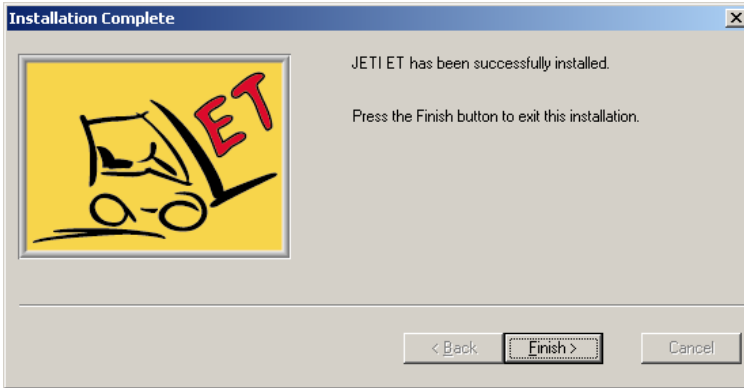 Installation Complete
JETI ET has been successfully installed.
Press the Finish button to exit this installation.
ET
< Back
Finish >
Cancel